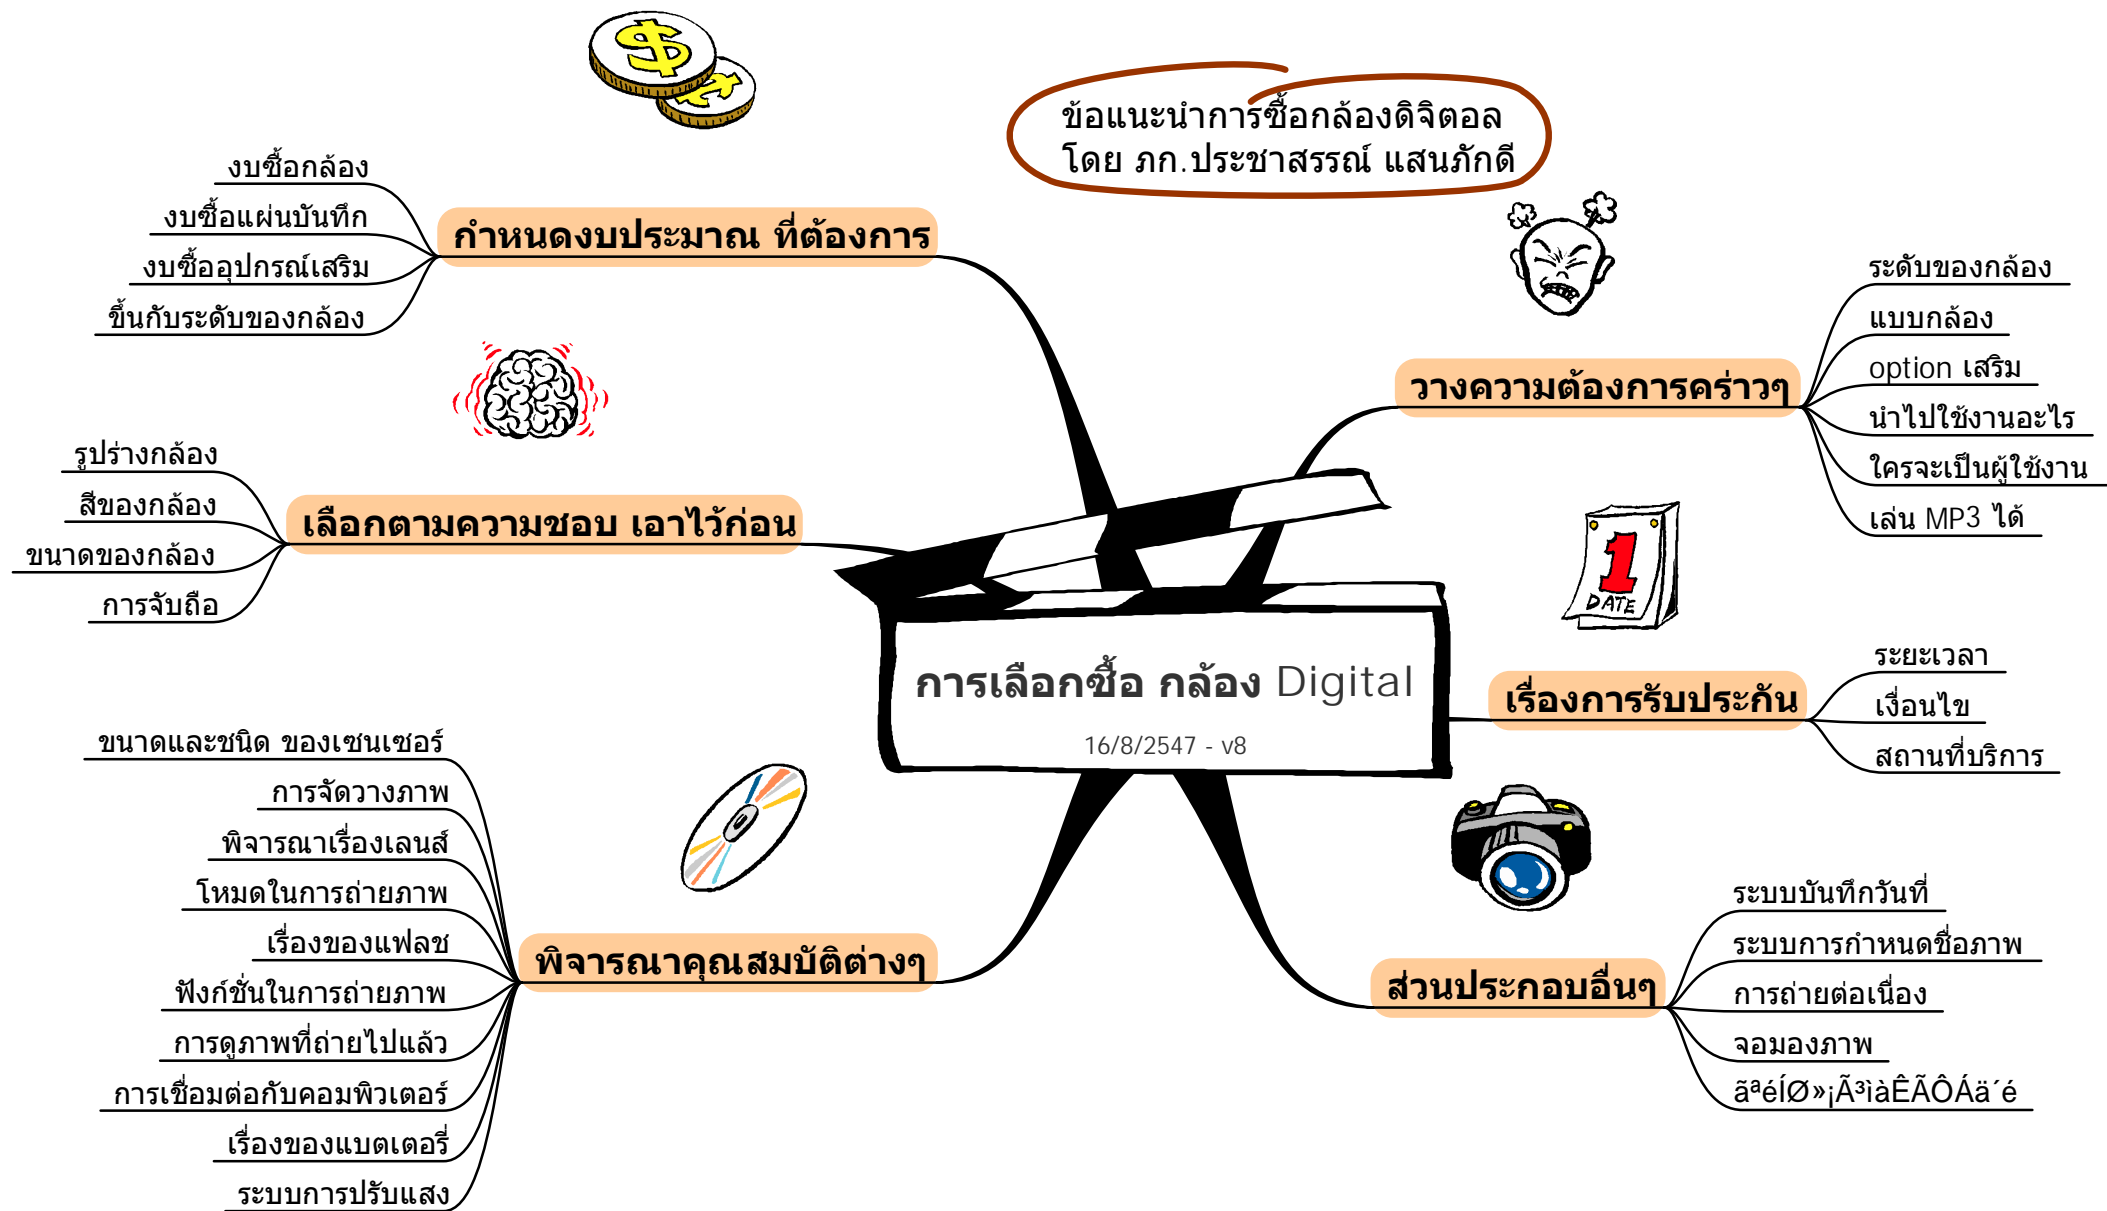 ข้อแนะนำการซื้อกล้องดิจิตอล
โดย ภก.ประชาสรรณ์ แสนภักดี
การเลือกซื้อ กล้อง Digital
16/8/2547 - v8
กำหนดงบประมาณ ที่ต้องการ
งบซื้อกล้อง
งบซื้อแผ่นบันทึก
งบซื้ออุปกรณ์เสริม
ขึ้นกับระดับของกล้อง
เลือกตามความชอบ เอาไว้ก่อน
รูปร่างกล้อง
สีของกล้อง
ขนาดของกล้อง
การจับถือ
พิจารณาคุณสมบัติต่างๆ
ขนาดและชนิด ของเซนเซอร์
การจัดวางภาพ
พิจารณาเรื่องเลนส์
โหมดในการถ่ายภาพ
เรื่องของแฟลช
ฟังก์ชั่นในการถ่ายภาพ
การดูภาพที่ถ่ายไปแล้ว
การเชื่อมต่อกับคอมพิวเตอร์
เรื่องของแบตเตอรี่
ระบบการปรับแสง
วางความต้องการคร่าวๆ
ระดับของกล้อง
แบบกล้อง
option เสริม
นำไปใช้งานอะไร
ใครจะเป็นผู้ใช้งาน
เล่น MP3 ได้
DATE
1
เรื่องการรับประกัน
ระยะเวลา
เงื่อนไข
สถานที่บริการ
ส่วนประกอบอื่นๆ
ระบบบันทึกวันที่
ระบบการกำหนดชื่อภาพ
การถ่ายต่อเนื่อง
จอมองภาพ
ãªéÍØ»¡Ã³ìàÊÃÔÁä´é